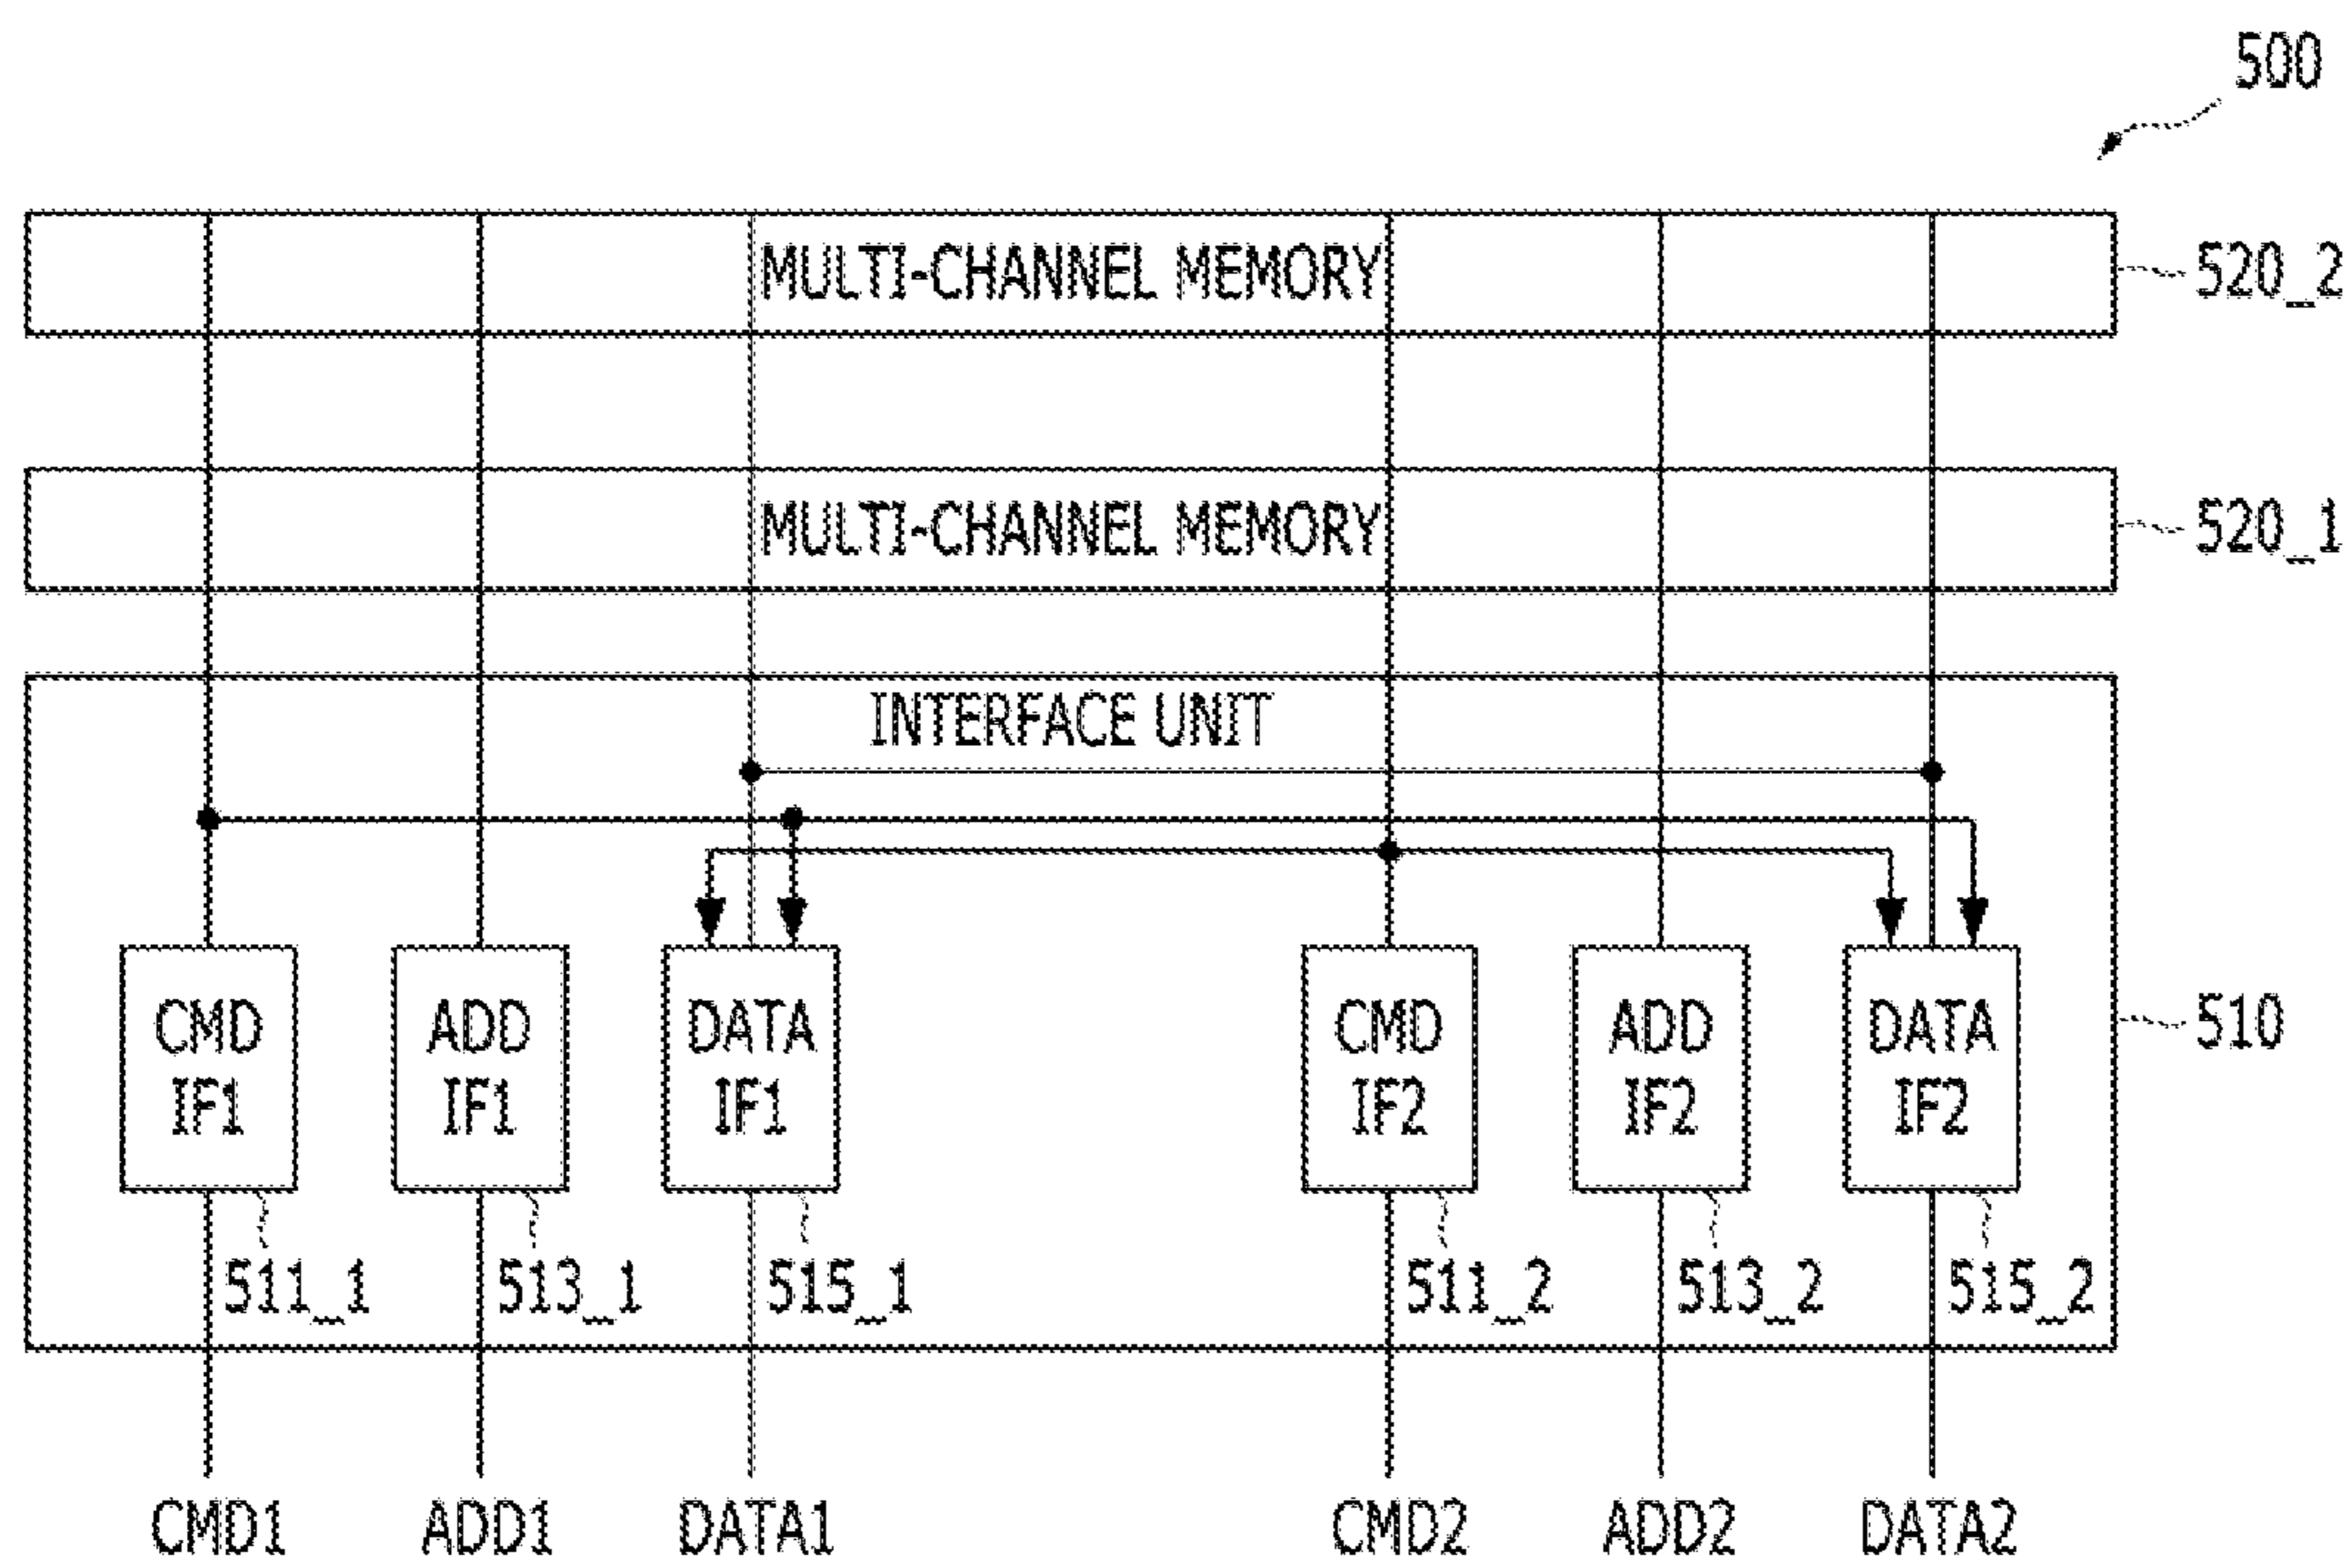 500
MULTI-CHANNEL MEMORY
520_2
MULTI-CHANNEL MEMORY
520_1
INTERFACE UNIT
CMD
IF1
ADD
IF1
DATA
IF1
CMD
IF2
ADD
IF2
DATA
IF2
510
511_1
513_1
515_1
511_2
513_2
515_2
CMD1
ADD1
DATA1
CMD2
ADD2
DATA2